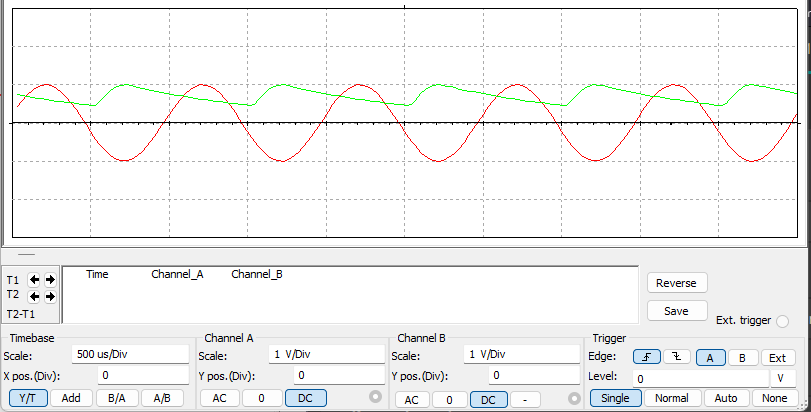 Time Channel_A Channel_B
T1
T2
T2-T1
Reverse
Save
Ext. trigger
Timebase
Scale: 500 us/Div
X pos.(Div): 0
Y/T Add B/A A/B
Channel A
Scale: 1 V/Div
Y pos.(Div): 0
AC 0 DC
Channel B
Scale: 1 V/Div
Y pos.(Div): 0
AC 0 DC -
Trigger
Edge: A B Ext
Level: 0 V
Single Normal Auto None